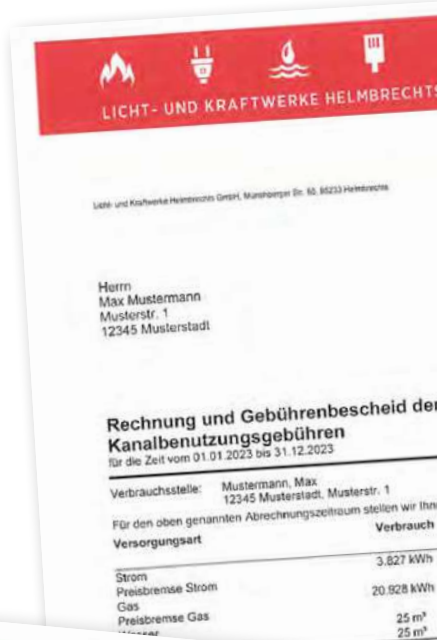 LICHT- UND KRAFTWERKE HELMBRECHTS
Licht- und Kraftwerke Helmbrechts GmbH, Münchberger Str. 65, 95233 Helmbrechts
Herrn
Max Mustermann
Musterstr. 1
12345 Musterstadt
Rechnung und Gebührenbescheid der
Kanalbenutzungsgebühren
für die Zeit vom 01.01.2023 bis 31.12.2023
Verbrauchsstelle: Mustermann, Max
12345 Musterstadt, Musterstr. 1
Für den oben genannten Abrechnungszeitraum stellen wir Ihn
Versorgungsart Verbrauch
Strom 3.827 kWh
Preisbremse Strom
Gas 20.928 kWh
Preisbremse Gas
Wasser 25 m³
25 m³